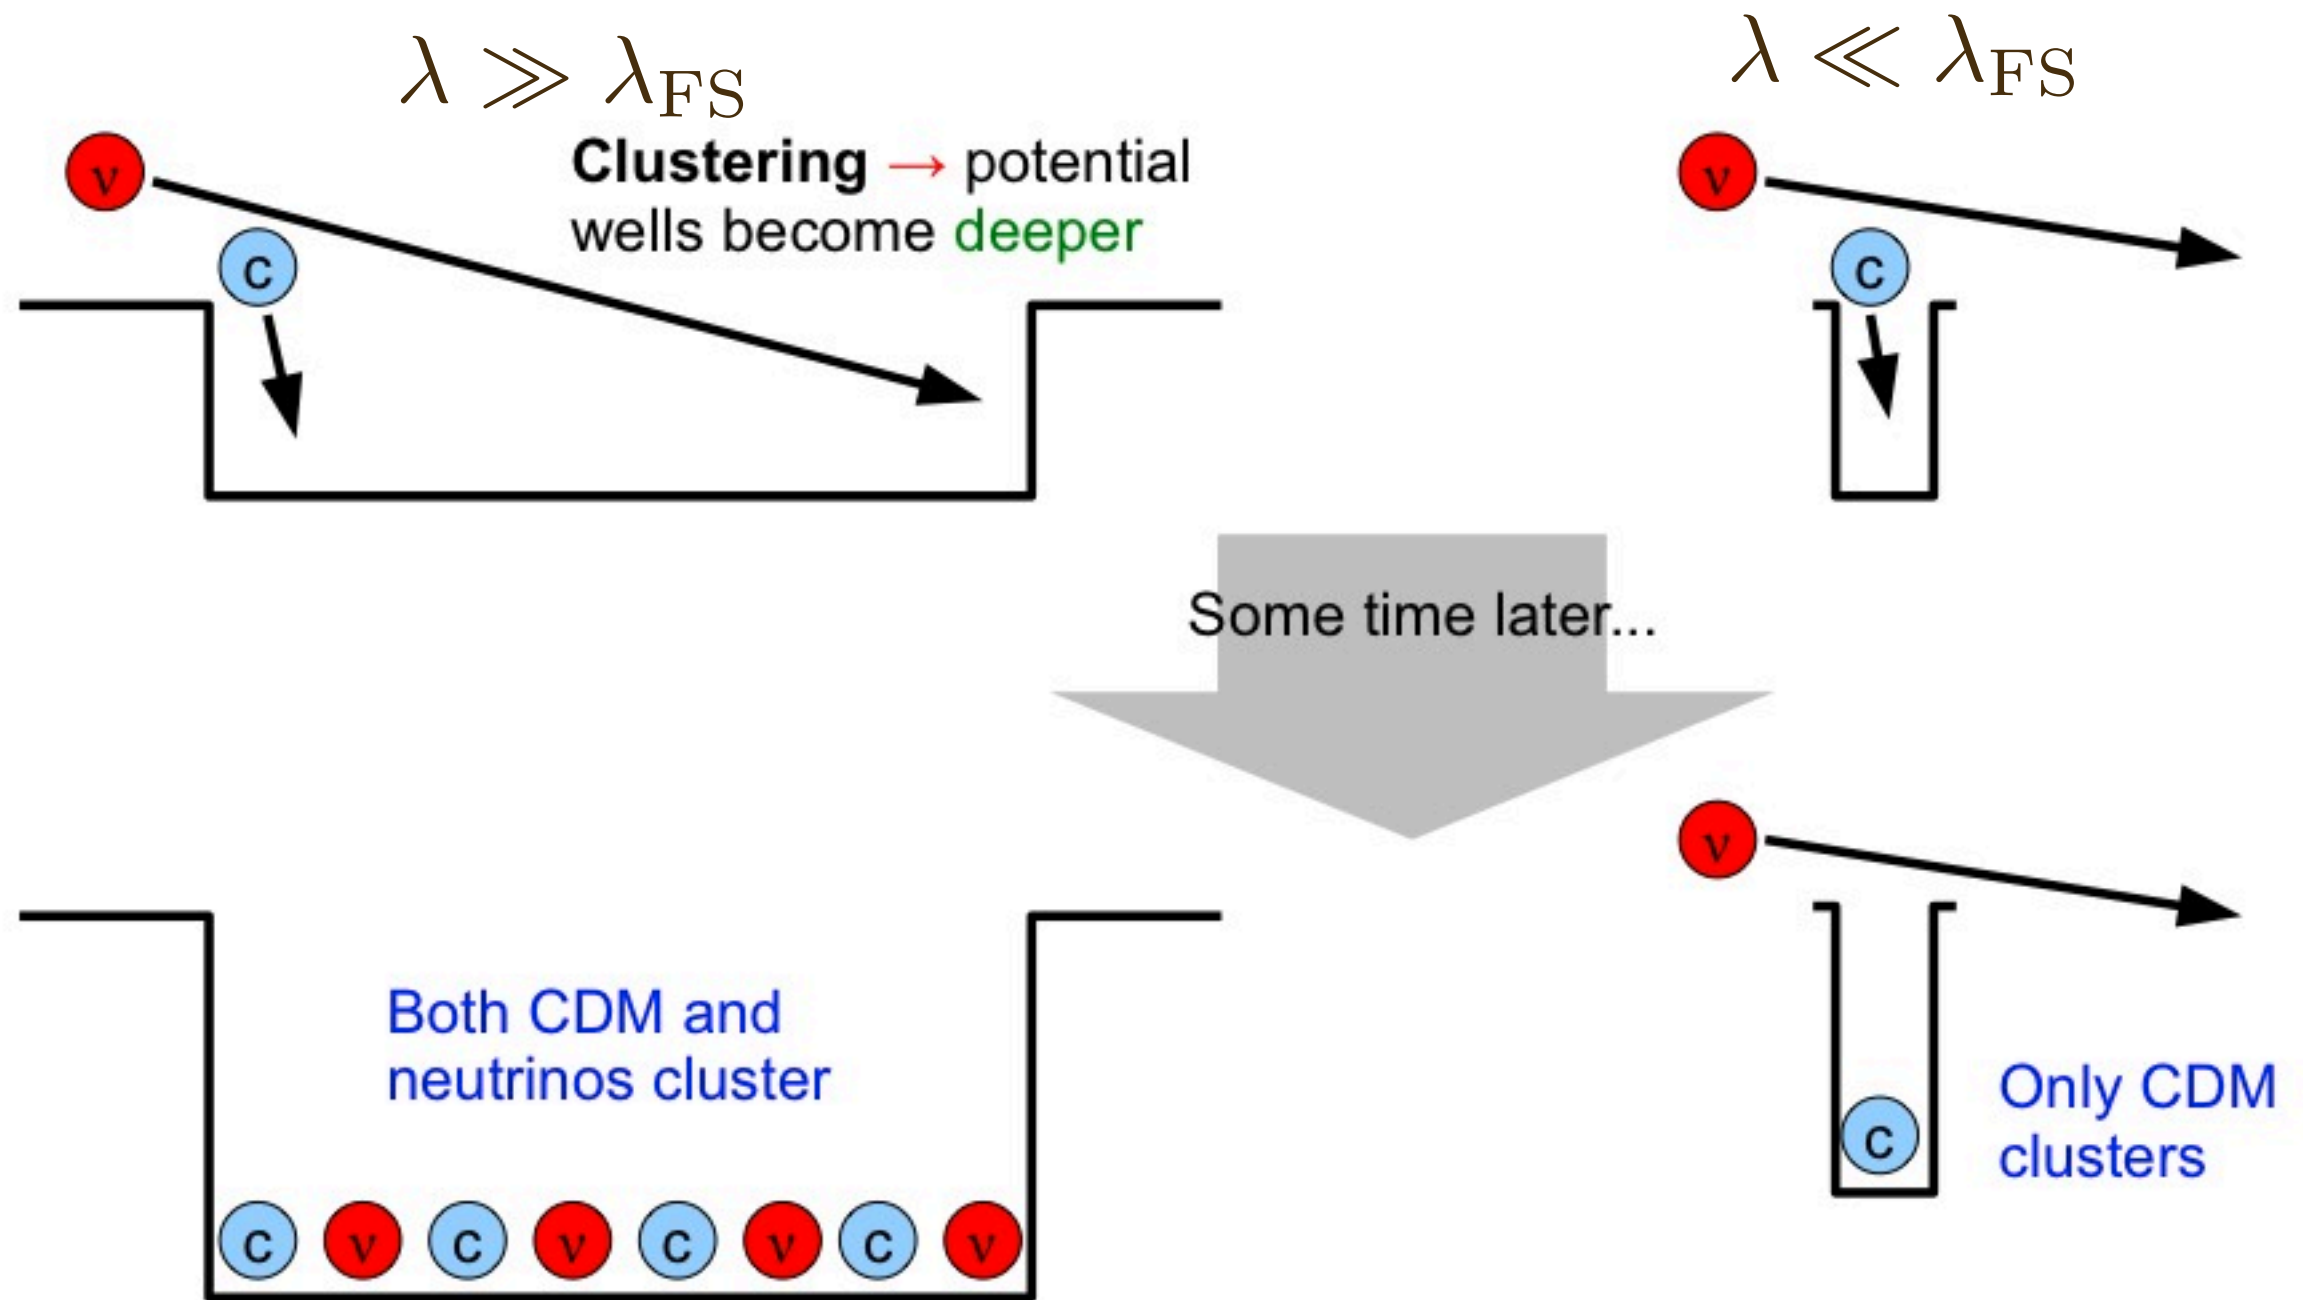 λ ≫ λ_FS
λ ≪ λ_FS
ν
Clustering → potential
wells become deeper
c
ν
c
Some time later...
ν
Both CDM and
neutrinos cluster
Only CDM
clusters
c
c ν c ν c ν c ν